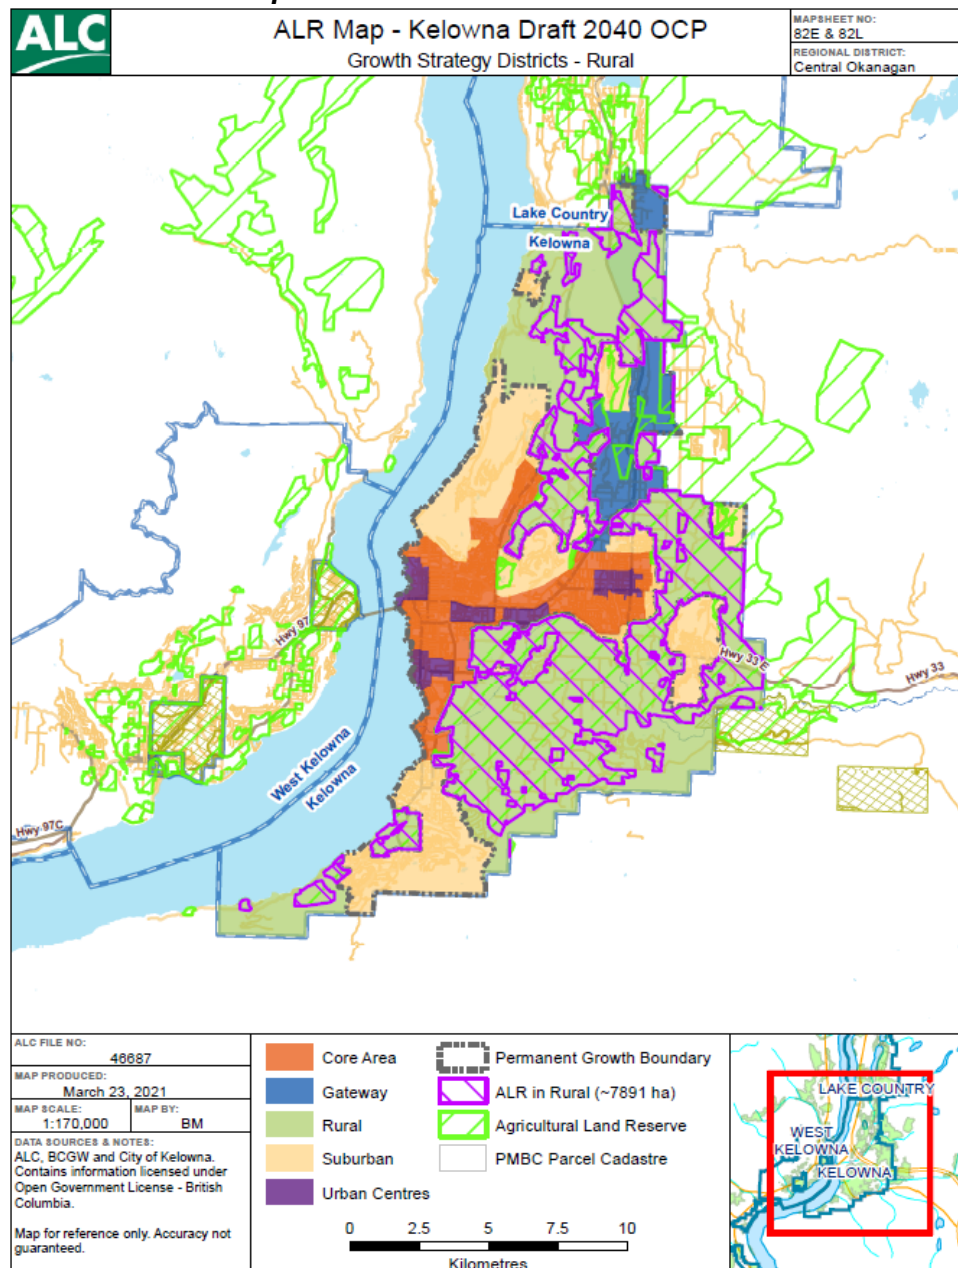 ALC
ALR Map - Kelowna Draft 2040 OCP
Growth Strategy Districts - Rural
MAPSHEET NO:
82E & 82L
REGIONAL DISTRICT:
Central Okanagan
Lake Country
Kelowna
Hwy 97
Hwy 33 E
Hwy 33
West Kelowna
Kelowna
Hwy 97C
ALC FILE NO:
46687
MAP PRODUCED:
March 23, 2021
MAP SCALE:
1:170,000
MAP BY:
BM
DATA SOURCES & NOTES:
ALC, BCGW and City of Kelowna.
Contains information licensed under
Open Government License - British
Columbia.
Map for reference only. Accuracy not
guaranteed.
Core Area
Gateway
Rural
Suburban
Urban Centres
Permanent Growth Boundary
ALR in Rural (~7891 ha)
Agricultural Land Reserve
PMBC Parcel Cadastre
0 2.5 5 7.5 10
Kilometres
LAKE COUNTRY
WEST
KELOWNA
KELOWNA